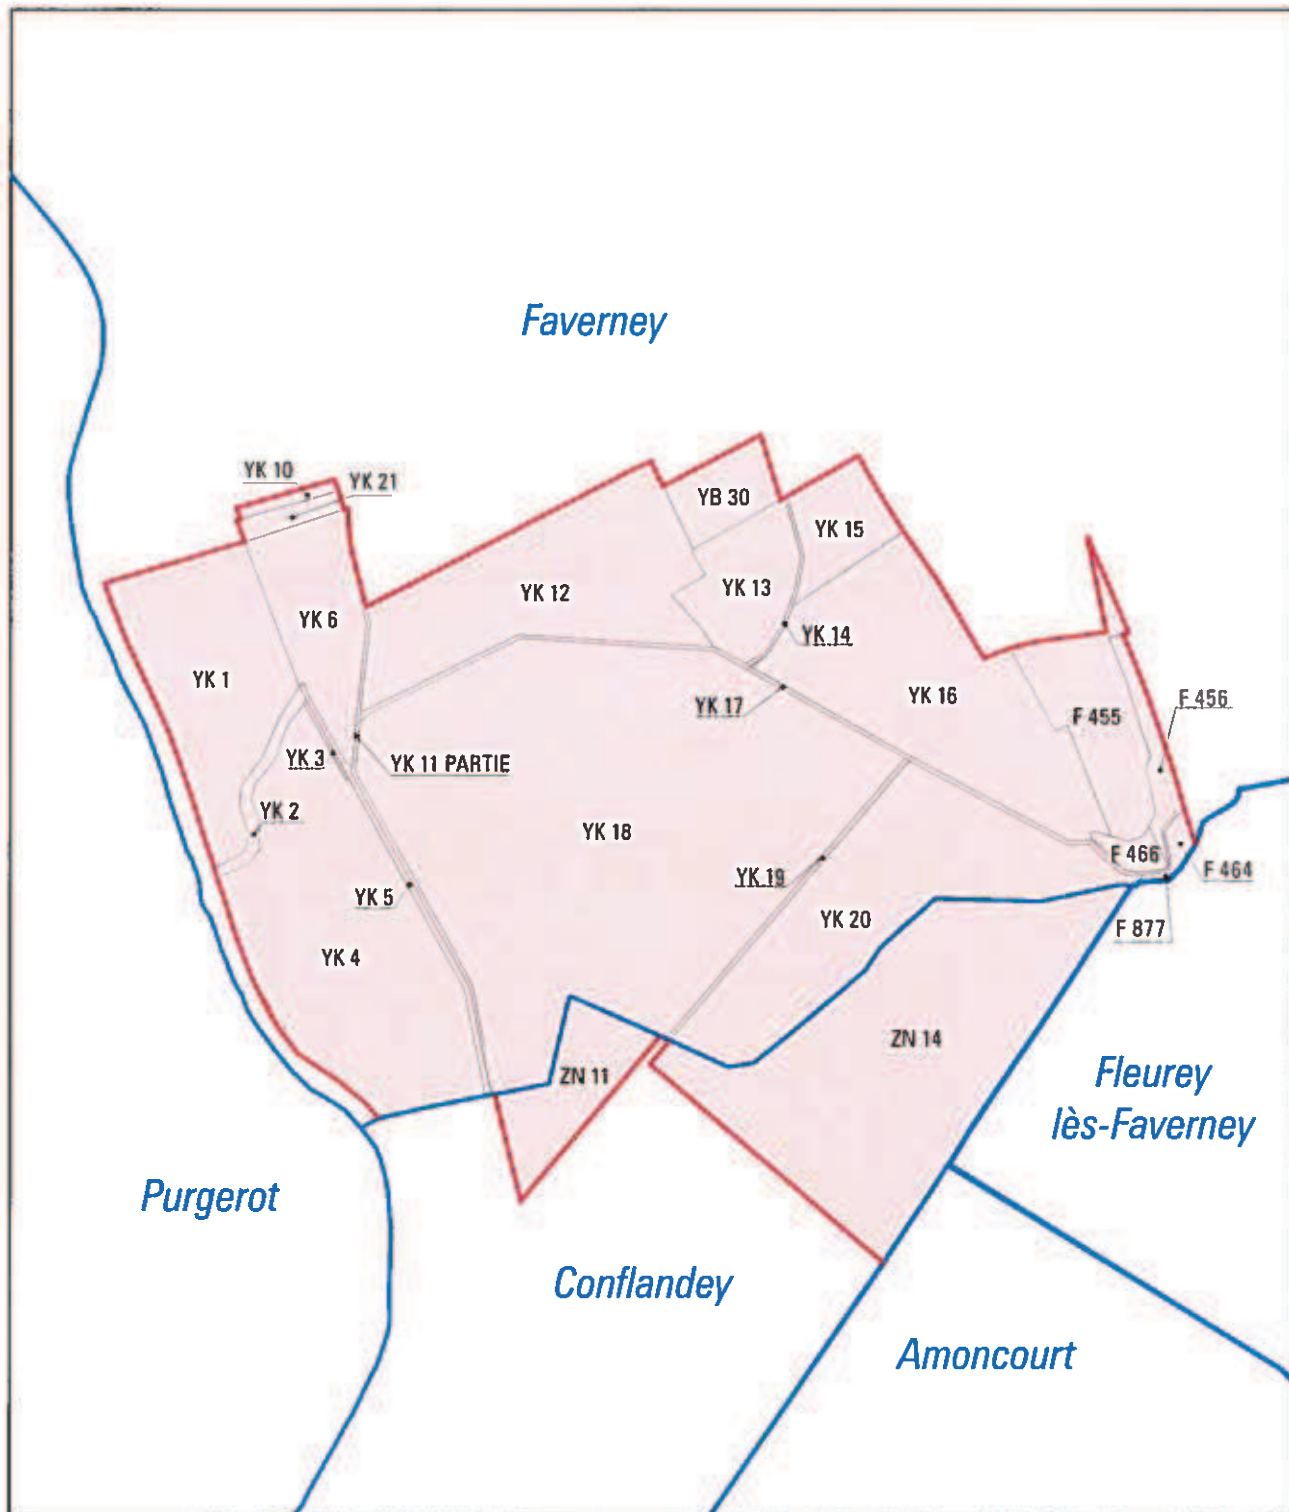 Faverney
YK 10
YK 21
YB 30
YK 15
YK 12
YK 13
YK 6
YK 14
YK 1
YK 17
YK 16
F 455
F 456
YK 3
YK 11 PARTIE
YK 2
YK 18
F 466
F 464
YK 19
YK 5
YK 20
F 877
YK 4
ZN 14
ZN 11
Fleurey
lès-Faverney
Purgerot
Conflandey
Amoncourt